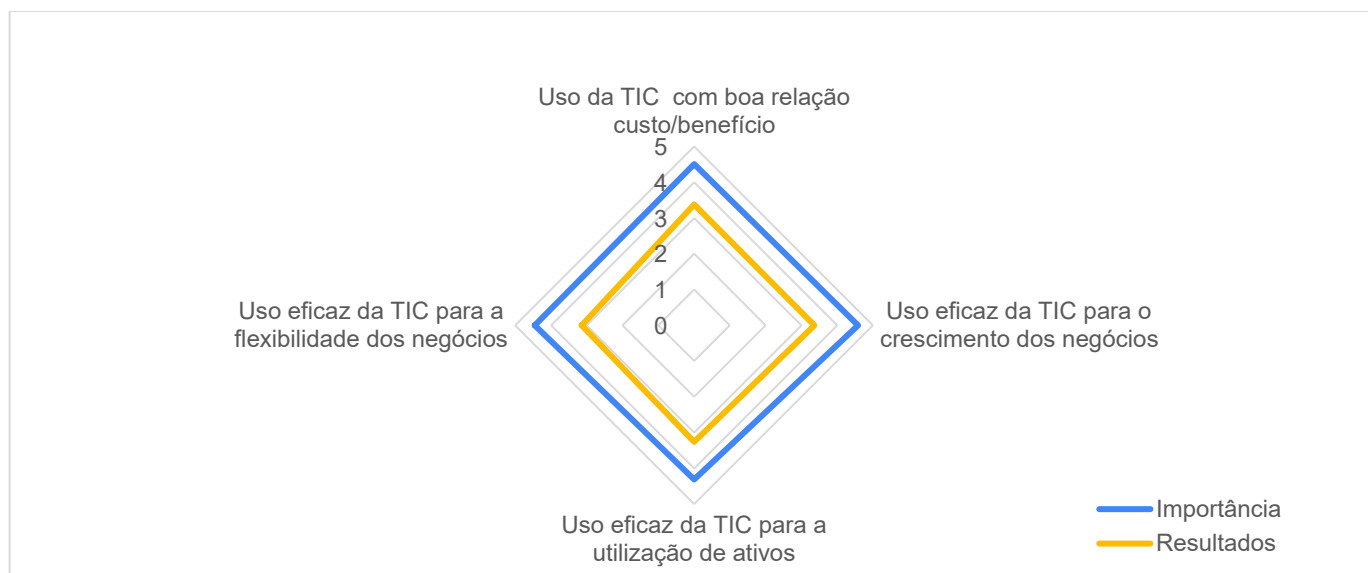 Uso da TIC  com boa relação
custo/benefício
5
4
3
2
1
0
Uso eficaz da TIC para a
flexibilidade dos negócios
Uso eficaz da TIC para o
crescimento dos negócios
Uso eficaz da TIC para a
utilização de ativos
Importância
Resultados